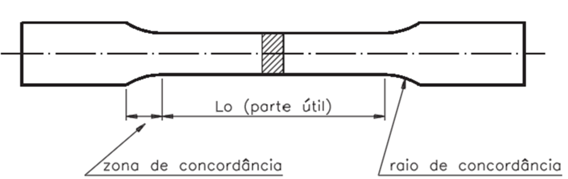 Lo (parte útil)
zona de concordância
raio de concordância